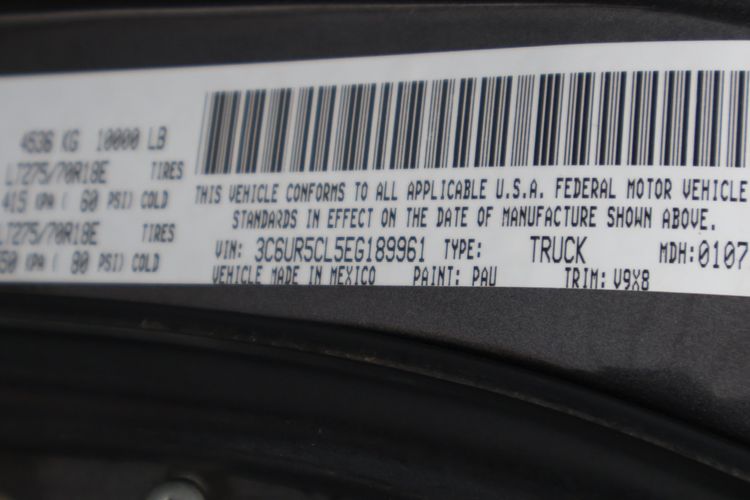 4536 KG 10000 LB
LT275/70R18E TIRES
415 KPA ( 60 PSI) COLD
LT275/70R18E TIRES
550 KPA ( 80 PSI) COLD
THIS VEHICLE CONFORMS TO ALL APPLICABLE U.S.A. FEDERAL MOTOR VEHICLE
STANDARDS IN EFFECT ON THE DATE OF MANUFACTURE SHOWN ABOVE.
VIN: 3C6UR5CL5EG189961 TYPE: TRUCK MDH:0107
VEHICLE MADE IN MEXICO PAINT: PAU TRIM: V9X8